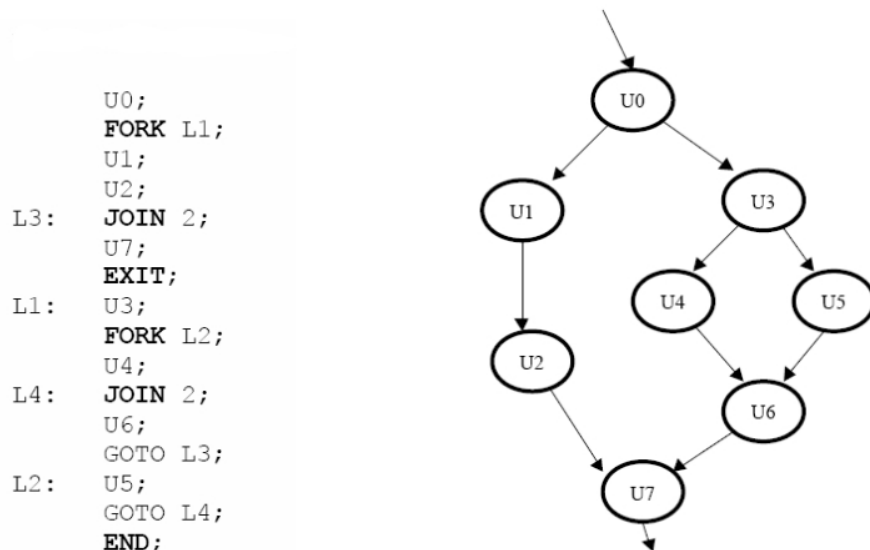 U0;
FORK L1;
U1;
U2;
L3: JOIN 2;
U7;
EXIT;
L1: U3;
FORK L2;
U4;
L4: JOIN 2;
U6;
GOTO L3;
L2: U5;
GOTO L4;
END;
U0
U1
U3
U4
U5
U2
U6
U7